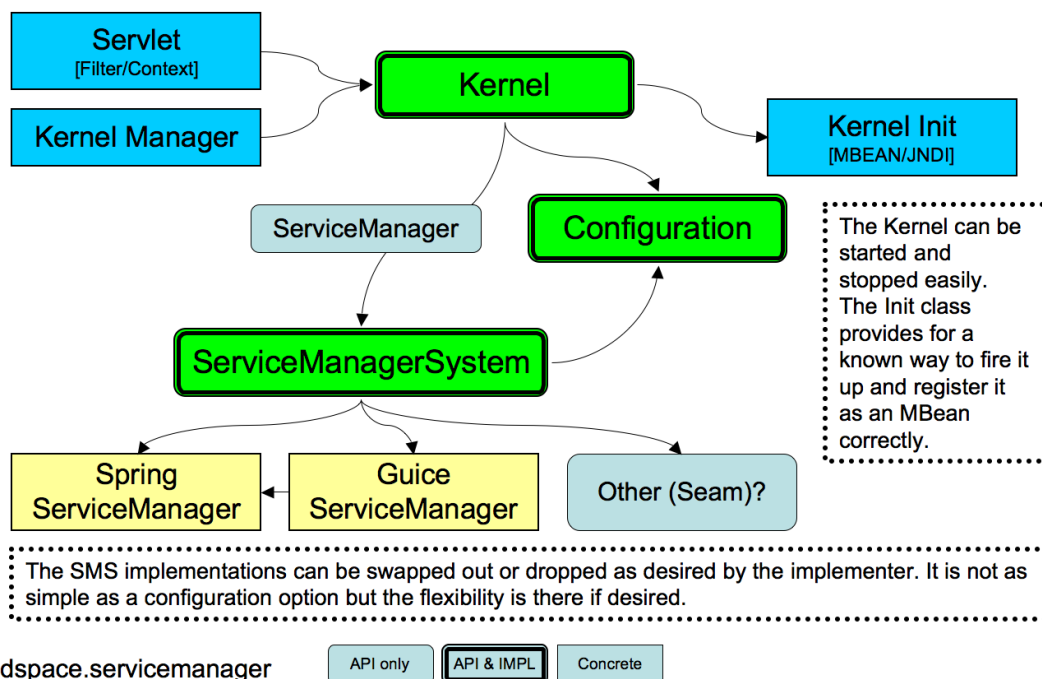 Servlet
[Filter/Context]
Kernel
Kernel Manager
Kernel Init
[MBEAN/JNDI]
ServiceManager
Configuration
The Kernel can be
started and
stopped easily.
The Init class
provides for a
known way to fire it
up and register it
as an MBean
correctly.
ServiceManagerSystem
Spring
ServiceManager
Guice
ServiceManager
Other (Seam)?
The SMS implementations can be swapped out or dropped as desired by the implementer. It is not as
simple as a configuration option but the flexibility is there if desired.
dspace.servicemanager
API only
API & IMPL
Concrete